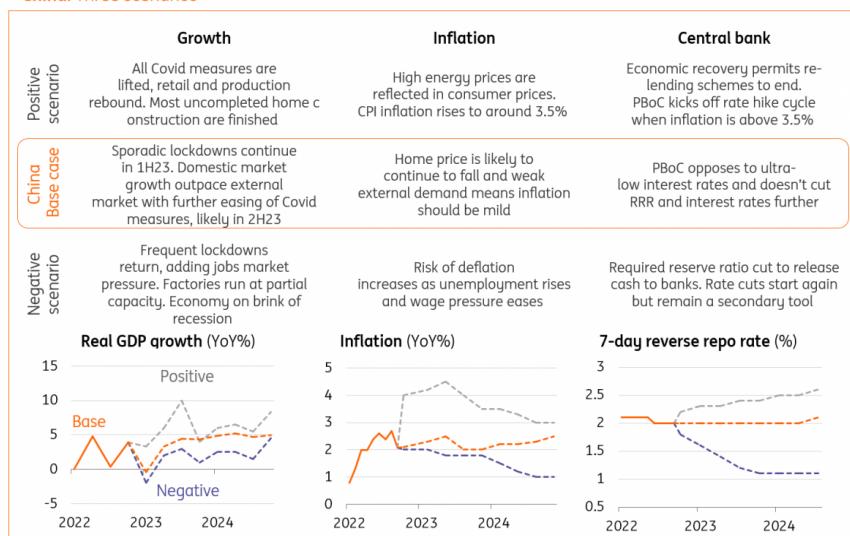 China: Three scenarios
Growth
Inflation
Central bank
Positive
scenario
All Covid measures are
lifted, retail and production
rebound. Most uncompleted home c
onstruction are finished
High energy prices are
reflected in consumer prices.
CPI inflation rises to around 3.5%
Economic recovery permits re-
lending schemes to end.
PBoC kicks off rate hike cycle
when inflation is above 3.5%
China
Base case
Sporadic lockdowns continue
in 1H23. Domestic market
growth outpace external
market with further easing of Covid
measures, likely in 2H23
Home price is likely to
continue to fall and weak
external demand means inflation
should be mild
PBoC opposes to ultra-
low interest rates and doesn't cut
RRR and interest rates further
Negative
scenario
Frequent lockdowns
return, adding jobs market
pressure. Factories run at partial
capacity. Economy on brink of
recession
Risk of deflation
increases as unemployment rises
and wage pressure eases
Required reserve ratio cut to release
cash to banks. Rate cuts start again
but remain a secondary tool
Real GDP growth (YoY%)
15
10
5
0
-5
Positive
Base
Negative
2022
2023
2024
Inflation (YoY%)
5
4
3
2
1
0
2022
2023
2024
7-day reverse repo rate (%)
3
2.5
2
1.5
1
0.5
2022
2023
2024